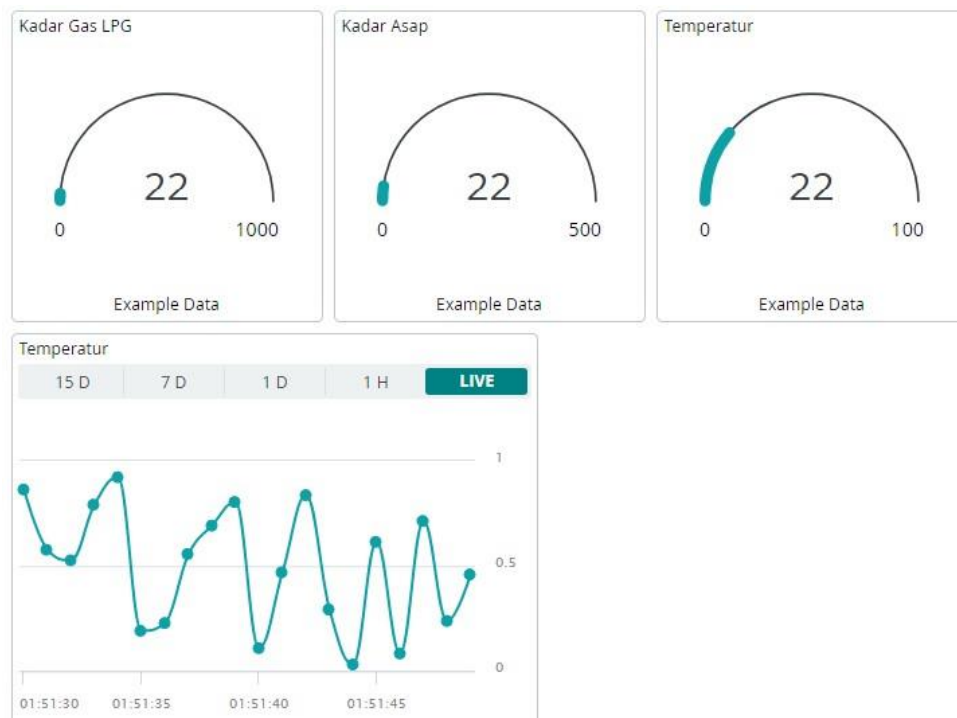 Kadar Gas LPG
22
0 1000
Example Data
Kadar Asap
22
0 500
Example Data
Temperatur
22
0 100
Example Data
Temperatur
15 D 7 D 1 D 1 H LIVE
1
0.5
0
01:51:30 01:51:35 01:51:40 01:51:45